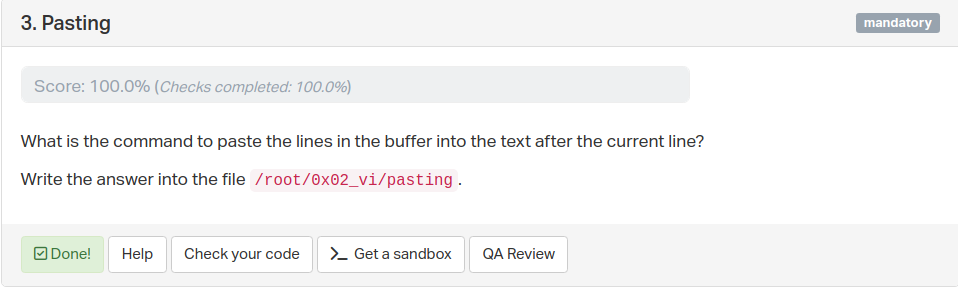 3. Pasting
mandatory
Score: 100.0% (Checks completed: 100.0%)
What is the command to paste the lines in the buffer into the text after the current line?
Write the answer into the file /root/0x02_vi/pasting .
Done! Help Check your code >_ Get a sandbox QA Review